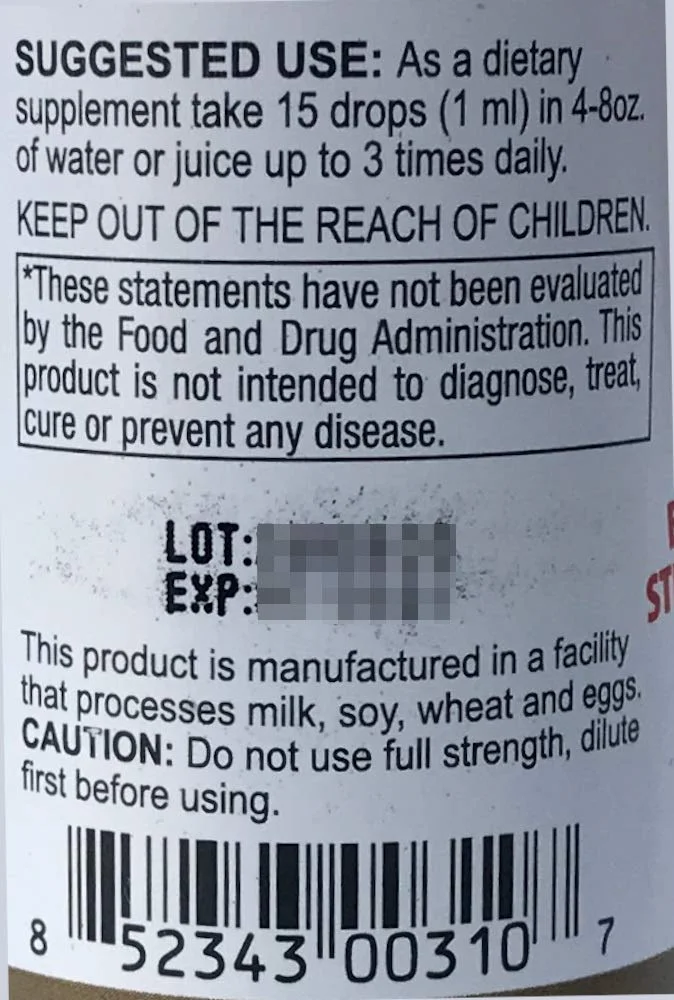 SUGGESTED USE: As a dietary
supplement take 15 drops (1 ml) in 4-8oz.
of water or juice up to 3 times daily.
KEEP OUT OF THE REACH OF CHILDREN.
*These statements have not been evaluated
by the Food and Drug Administration. This
product is not intended to diagnose, treat,
cure or prevent any disease.
LOT:
EXP:
This product is manufactured in a facility
that processes milk, soy, wheat and eggs.
CAUTION: Do not use full strength, dilute
first before using.
8 52343 00310 7